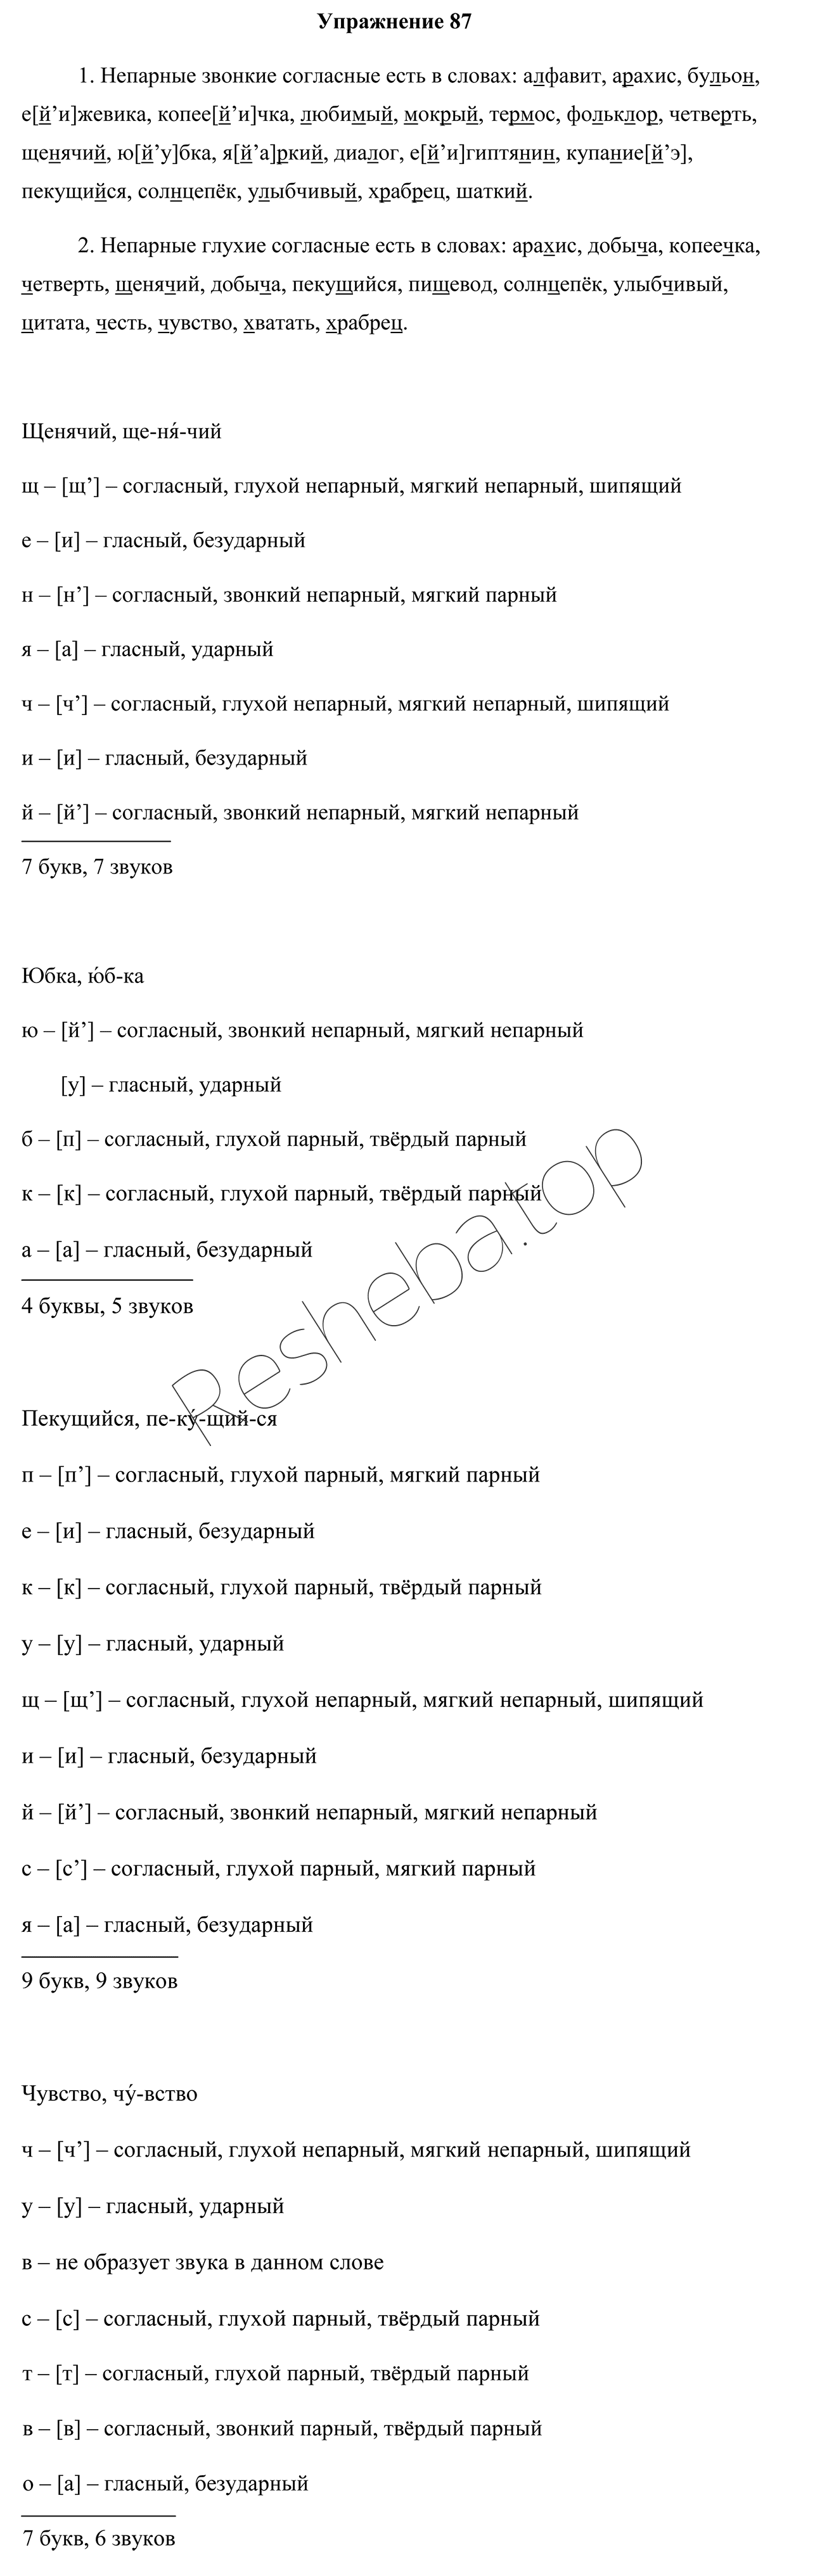 Упражнение 87
1. Непарные звонкие согласные есть в словах: алфавит, арахис, бульон,
е[й’и]жевика, копее[й’и]чка, любимый, мокрый, термос, фольклор, четверть,
щенячий, ю[й’у]бка, я[й’а]ркий, диалог, е[й’и]гиптянин, купание[й’э],
пекущийся, солнцепёк, улыбчивый, храбрец, шаткий.
2. Непарные глухие согласные есть в словах: арахис, добыча, копеечка,
четверть, щенячий, добыча, пекущийся, пищевод, солнцепёк, улыбчивый,
цитата, честь, чувство, хватать, храбрец.
Щенячий, ще-ня́-чий
щ – [щ’] – согласный, глухой непарный, мягкий непарный, шипящий
е – [и] – гласный, безударный
н – [н’] – согласный, звонкий непарный, мягкий парный
я – [а] – гласный, ударный
ч – [ч’] – согласный, глухой непарный, мягкий непарный, шипящий
и – [и] – гласный, безударный
й – [й’] – согласный, звонкий непарный, мягкий непарный
7 букв, 7 звуков
Юбка, ю́б-ка
ю – [й’] – согласный, звонкий непарный, мягкий непарный
[у] – гласный, ударный
б – [п] – согласный, глухой парный, твёрдый парный
к – [к] – согласный, глухой парный, твёрдый парный
а – [а] – гласный, безударный
4 буквы, 5 звуков
Resheba.top
Пекущийся, пе-ку́-щий-ся
п – [п’] – согласный, глухой парный, мягкий парный
е – [и] – гласный, безударный
к – [к] – согласный, глухой парный, твёрдый парный
у – [у] – гласный, ударный
щ – [щ’] – согласный, глухой непарный, мягкий непарный, шипящий
и – [и] – гласный, безударный
й – [й’] – согласный, звонкий непарный, мягкий непарный
с – [с’] – согласный, глухой парный, мягкий парный
я – [а] – гласный, безударный
9 букв, 9 звуков
Чувство, чу́-вство
ч – [ч’] – согласный, глухой непарный, мягкий непарный, шипящий
у – [у] – гласный, ударный
в – не образует звука в данном слове
с – [с] – согласный, глухой парный, твёрдый парный
т – [т] – согласный, глухой парный, твёрдый парный
в – [в] – согласный, звонкий парный, твёрдый парный
о – [а] – гласный, безударный
7 букв, 6 звуков